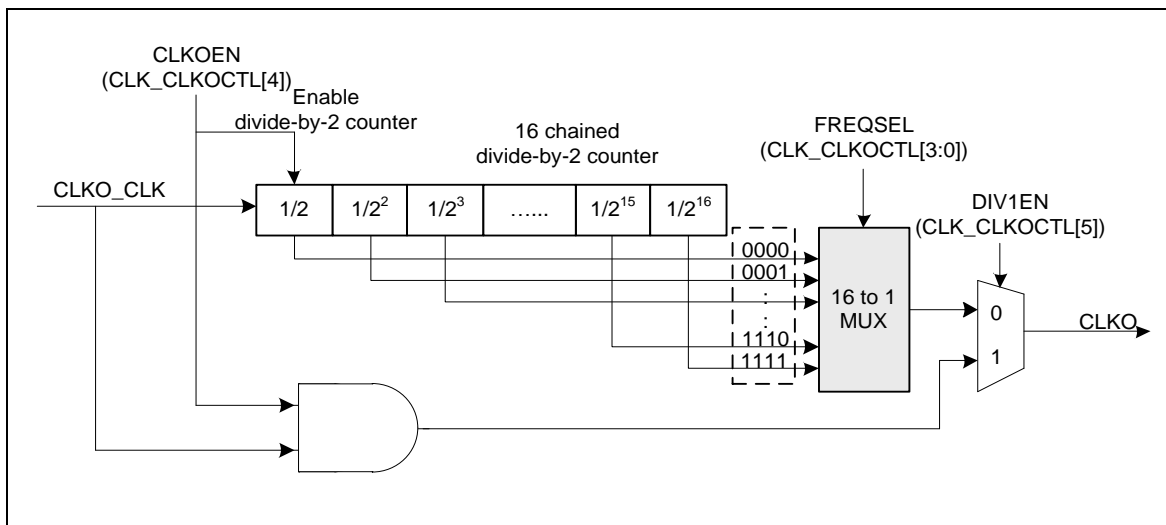 CLKOEN
(CLK_CLKOCTL[4])
Enable
divide-by-2 counter
16 chained
divide-by-2 counter
FREQSEL
(CLK_CLKOCTL[3:0])
DIV1EN
(CLK_CLKOCTL[5])
CLKO_CLK
1/2 1/2² 1/2³ …... 1/2¹⁵ 1/2¹⁶
0000
0001
:
:
1110
1111
16 to 1
MUX
0
1
CLKO